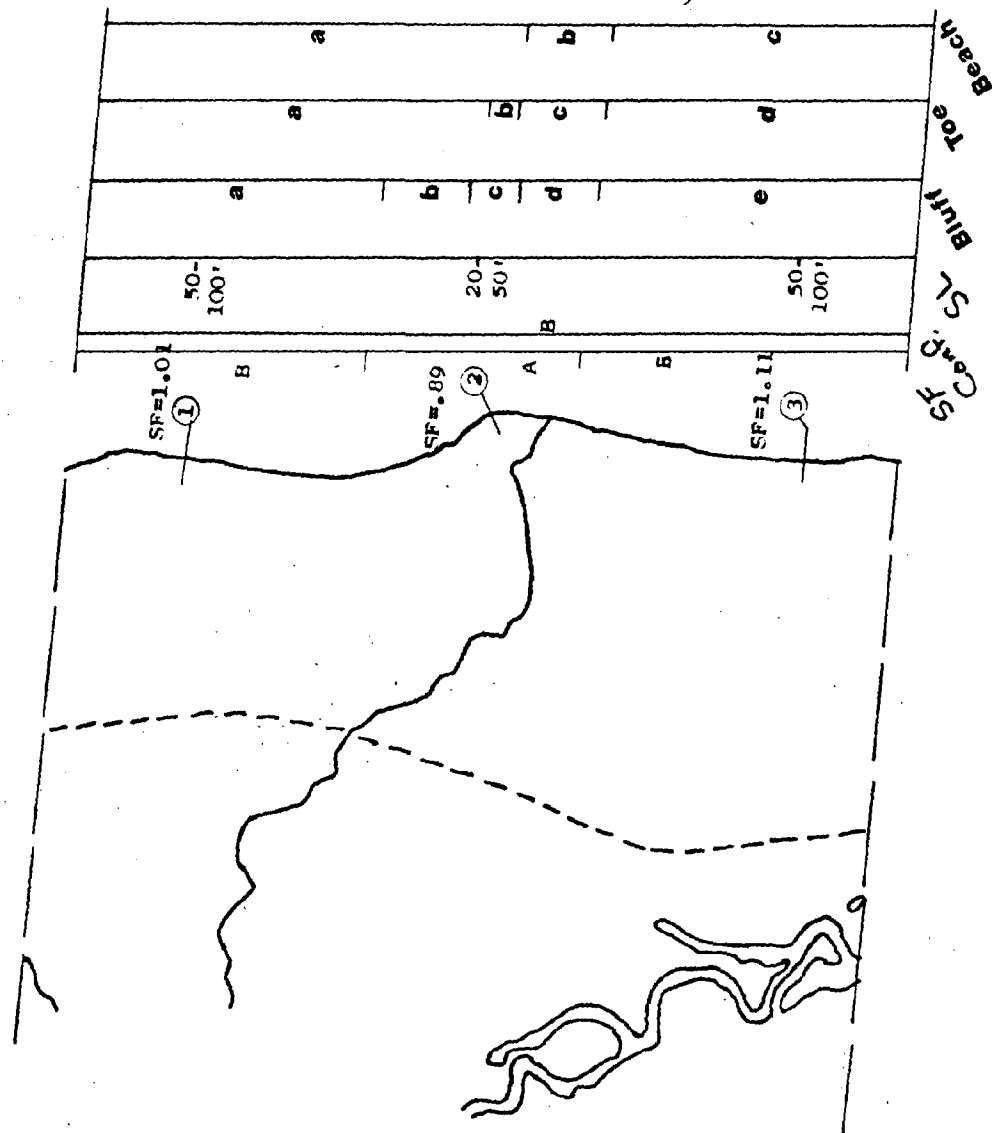 SF=1.11 SF=.89 SF=1.01
3 2 1
SF B A B
Conf. B
SL 50- 20- 50-
100' 50' 100'
Bluff e d c b a
Toe d c b a
Beach c b a